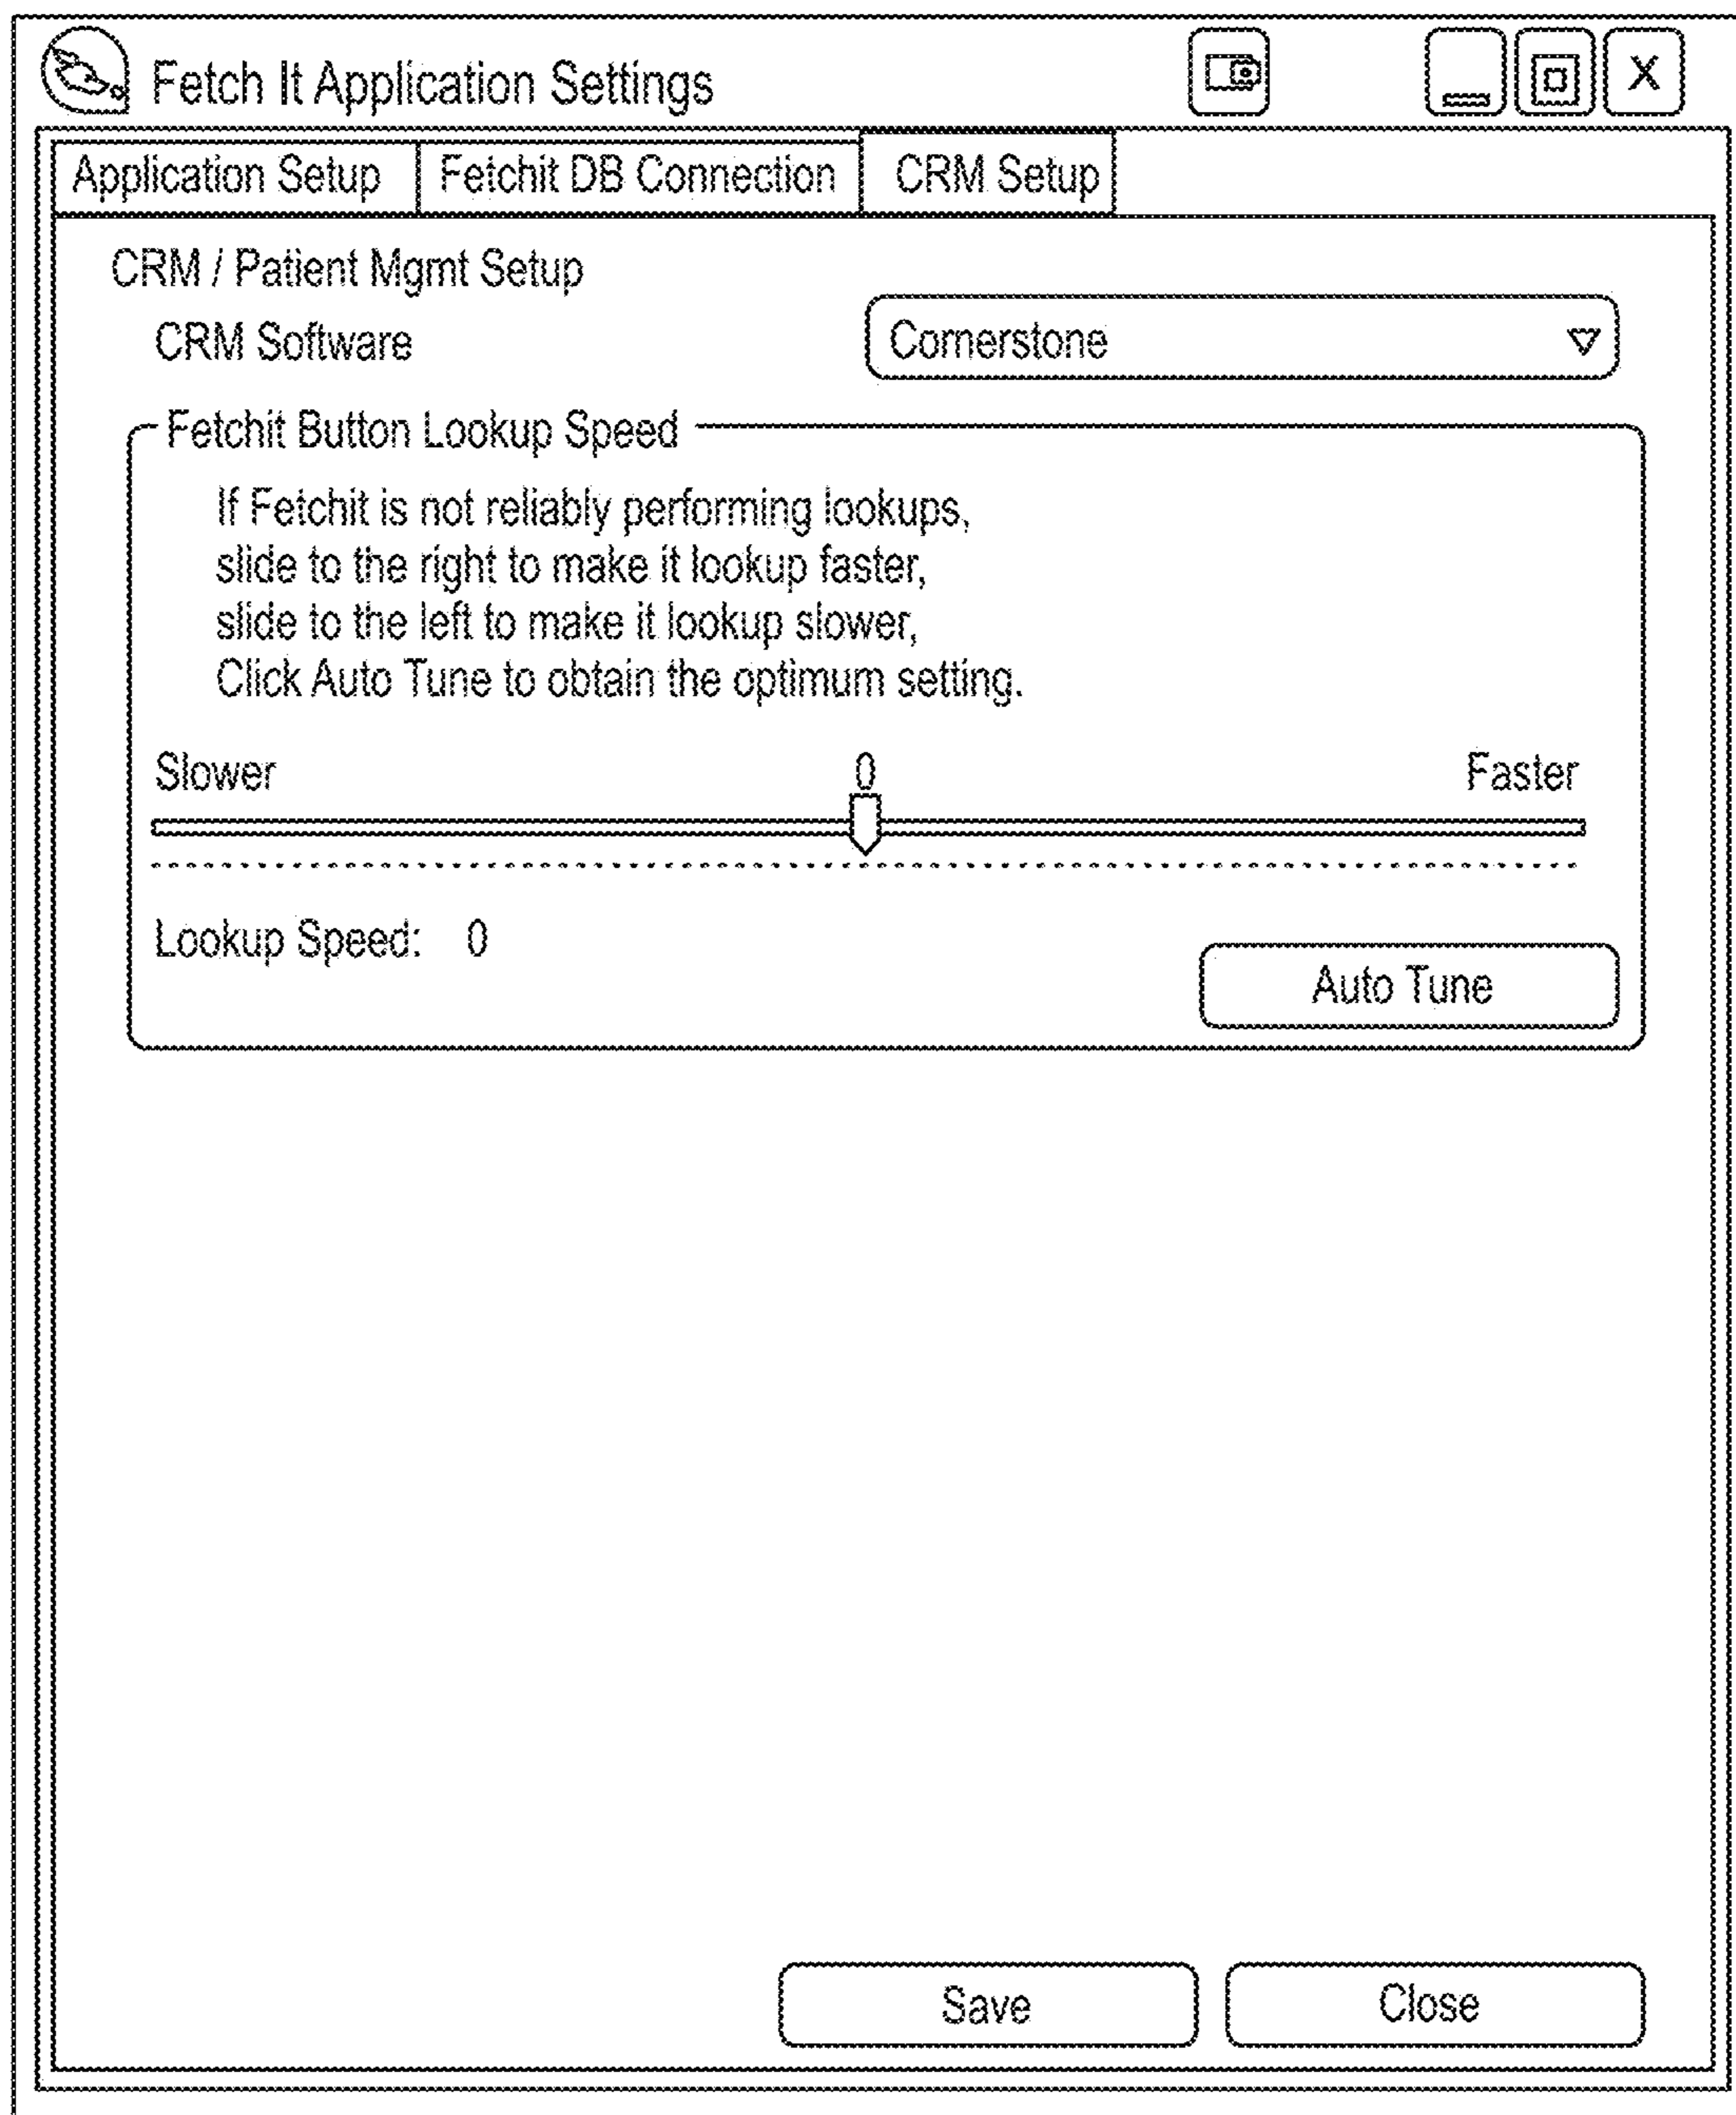 Fetch It Application Settings
X
Application Setup
Fetchit DB Connection
CRM Setup
CRM / Patient Mgmt Setup
CRM Software
Cornerstone
Fetchit Button Lookup Speed
If Fetchit is not reliably performing lookups,
slide to the right to make it lookup faster,
slide to the left to make it lookup slower,
Click Auto Tune to obtain the optimum setting.
Slower
0
Faster
Lookup Speed: 0
Auto Tune
Save
Close